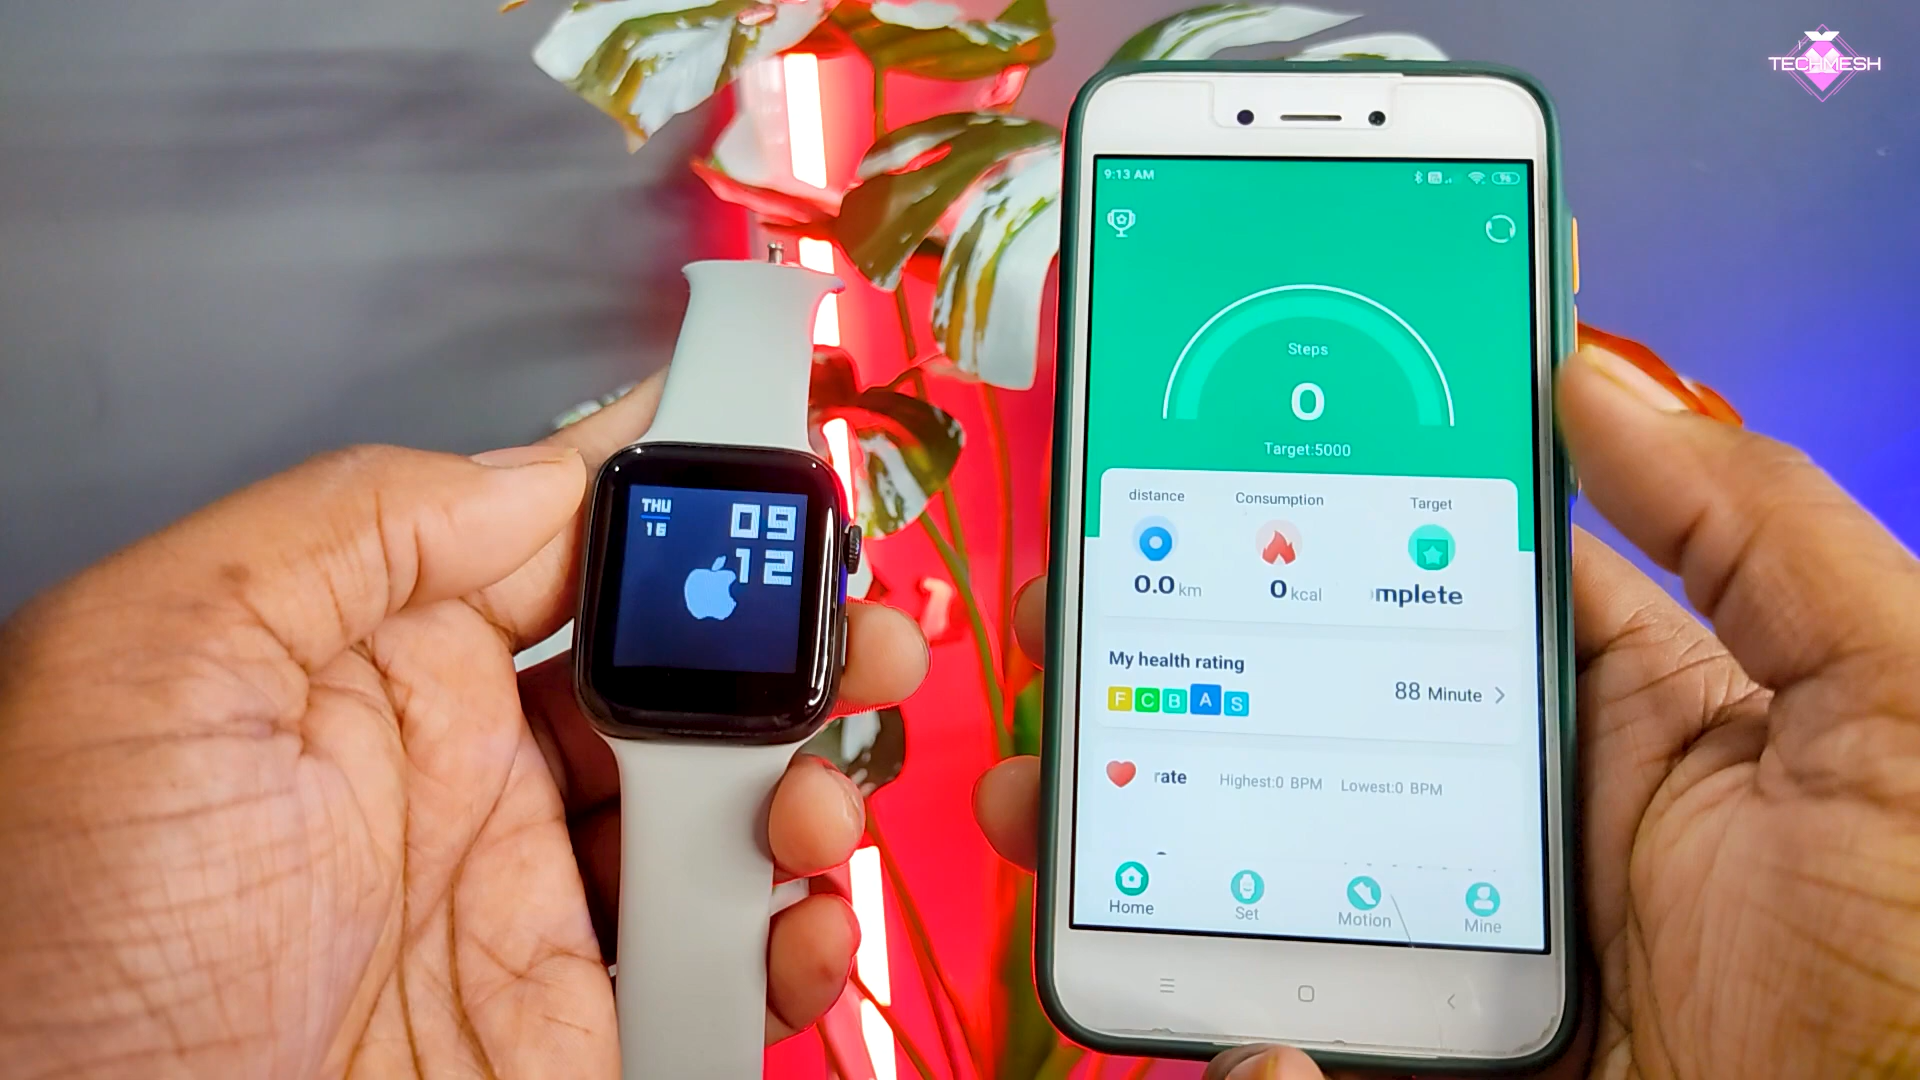 TECHMESH
THU
16
09
12
9:13 AM
96
Steps
0
Target:5000
distance
Consumption
Target
0.0 km
0 kcal
mplete
My health rating
F C B A S
88 Minute
rate
Highest:0 BPM
Lowest:0 BPM
Home
Set
Motion
Mine